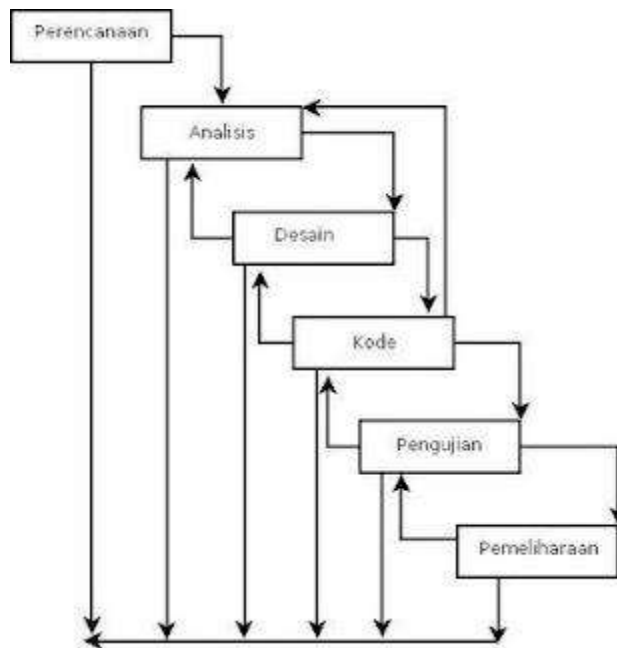 Perencanaan
Analisis
Desain
Kode
Pengujian
Pemeliharaan